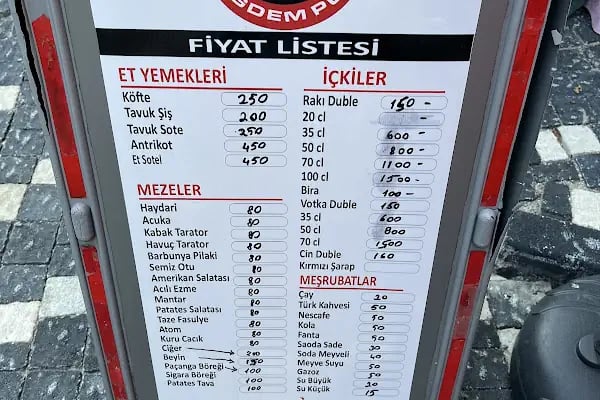 FİYAT LİSTESİ
ET YEMEKLERİ
Köfte 250
Tavuk Şiş 200
Tavuk Sote 250
Antrikot 450
Et Sote 450
MEZELER
Haydari 80
Acuka 80
Kabak Tarator 80
Havuç Tarator 80
Barbunya Pilaki 80
Semiz Otu 80
Amerikan Salatası 80
Acılı Ezme 80
Mantar 80
Patates Salatası 80
Taze Fasulye 80
Atom 80
Kuru Cacık 80
Ciğer 200
Beyin 150
Paçanga Böreği 100
Sigara Böreği 100
Patates Tava 100
İÇKİLER
Rakı Duble 150-
20 cl
35 cl 600-
50 cl 800-
70 cl 1100-
100 cl 1500-
Bira 100-
Votka Duble 150
35 cl 600
50 cl 800
70 cl 1500
Cin Duble 160
Kırmızı Şarap
MEŞRUBATLAR
Çay 20
Türk Kahvesi 50
Nescafe 50
Kola 50
Fanta 50
Saoda Sade 30
Soda Meyveli 40
Meyve Suyu 50
Gazoz 50
Su Büyük 20
Su Küçük 15